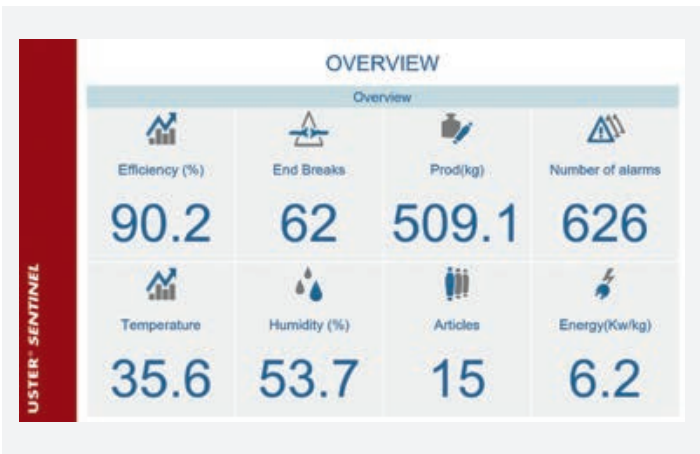 OVERVIEW
Overview
Efficiency (%)
End Breaks
Prod(kg)
Number of alarms
90.2
62
509.1
626
Temperature
Humidity (%)
Articles
Energy(Kw/kg)
35.6
53.7
15
6.2
USTER® SENTINEL